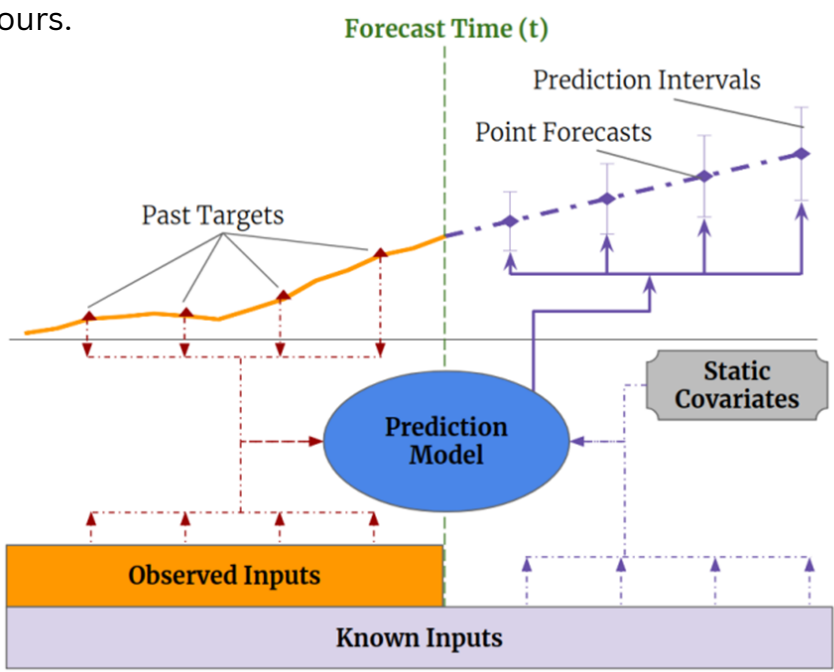 ours.
Forecast Time (t)
Prediction Intervals
Point Forecasts
Past Targets
Static
Covariates
Prediction
Model
Observed Inputs
Known Inputs